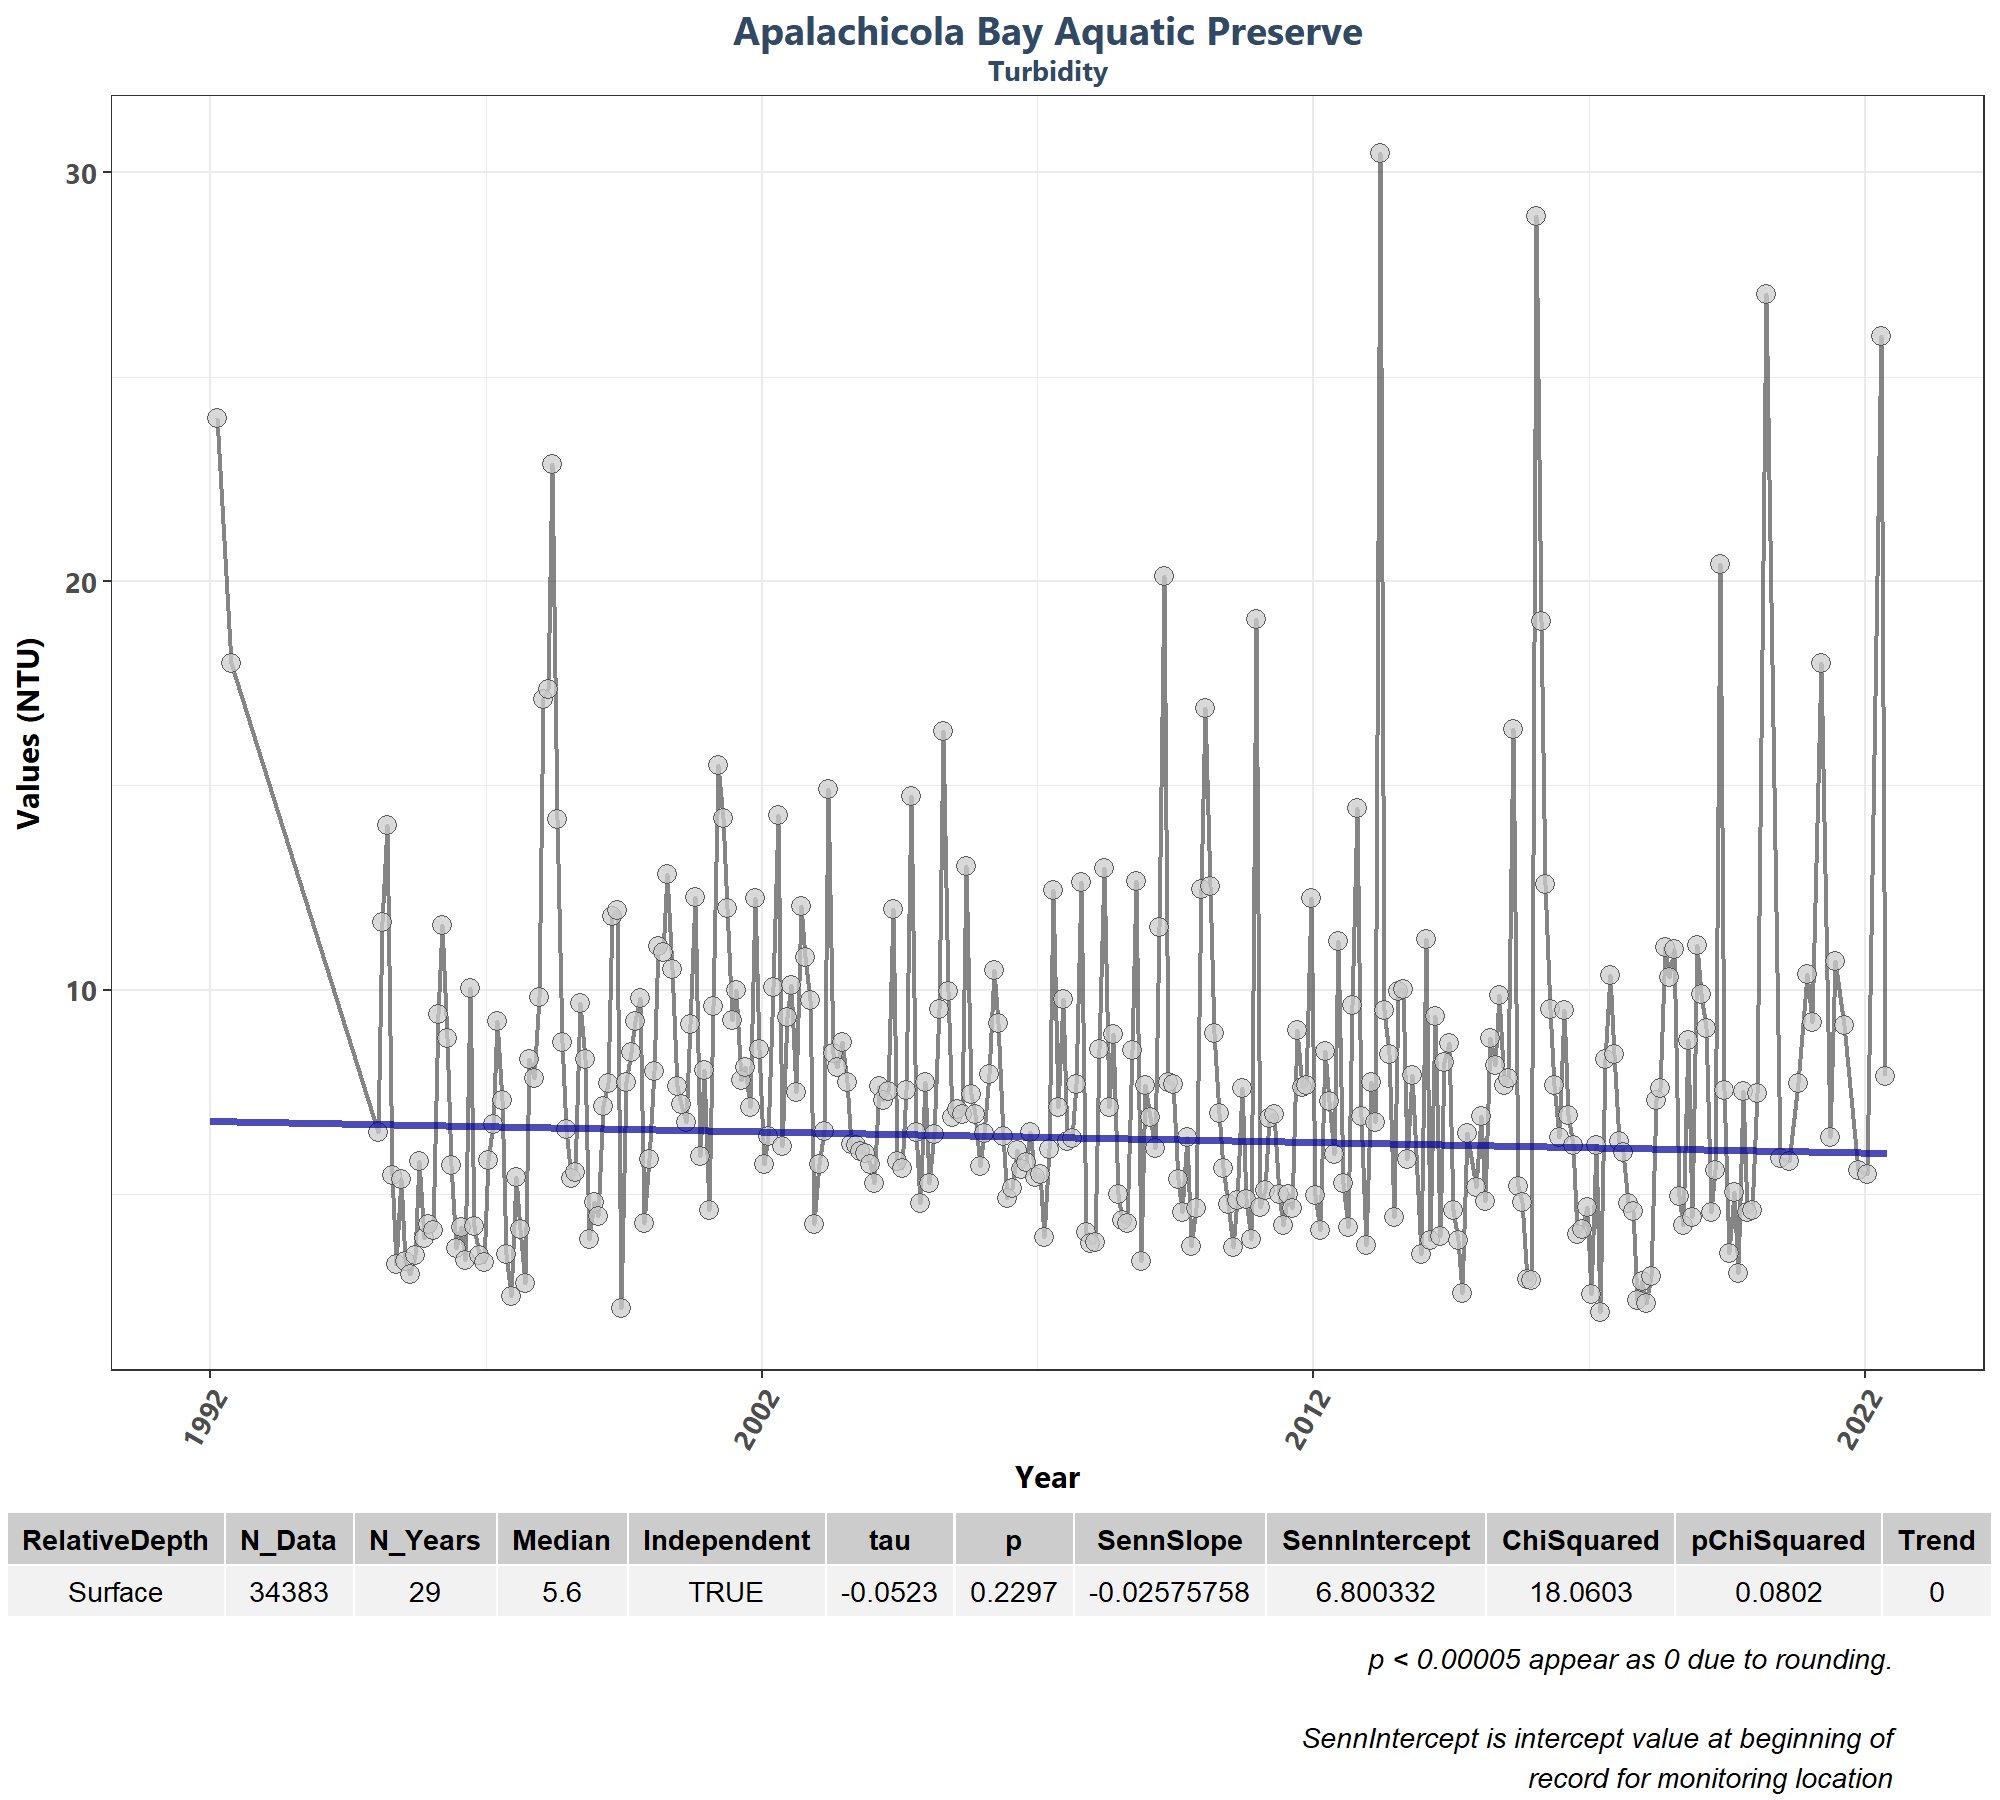 Apalachicola Bay Aquatic Preserve
Turbidity
Values (NTU)
30
20
10
1992
2002
2012
2022
Year
RelativeDepth N_Data N_Years Median Independent tau p SennSlope SennIntercept ChiSquared pChiSquared Trend
Surface 34383 29 5.6 TRUE -0.0523 0.2297 -0.02575758 6.800332 18.0603 0.0802 0
p < 0.00005 appear as 0 due to rounding.
SennIntercept is intercept value at beginning of
record for monitoring location